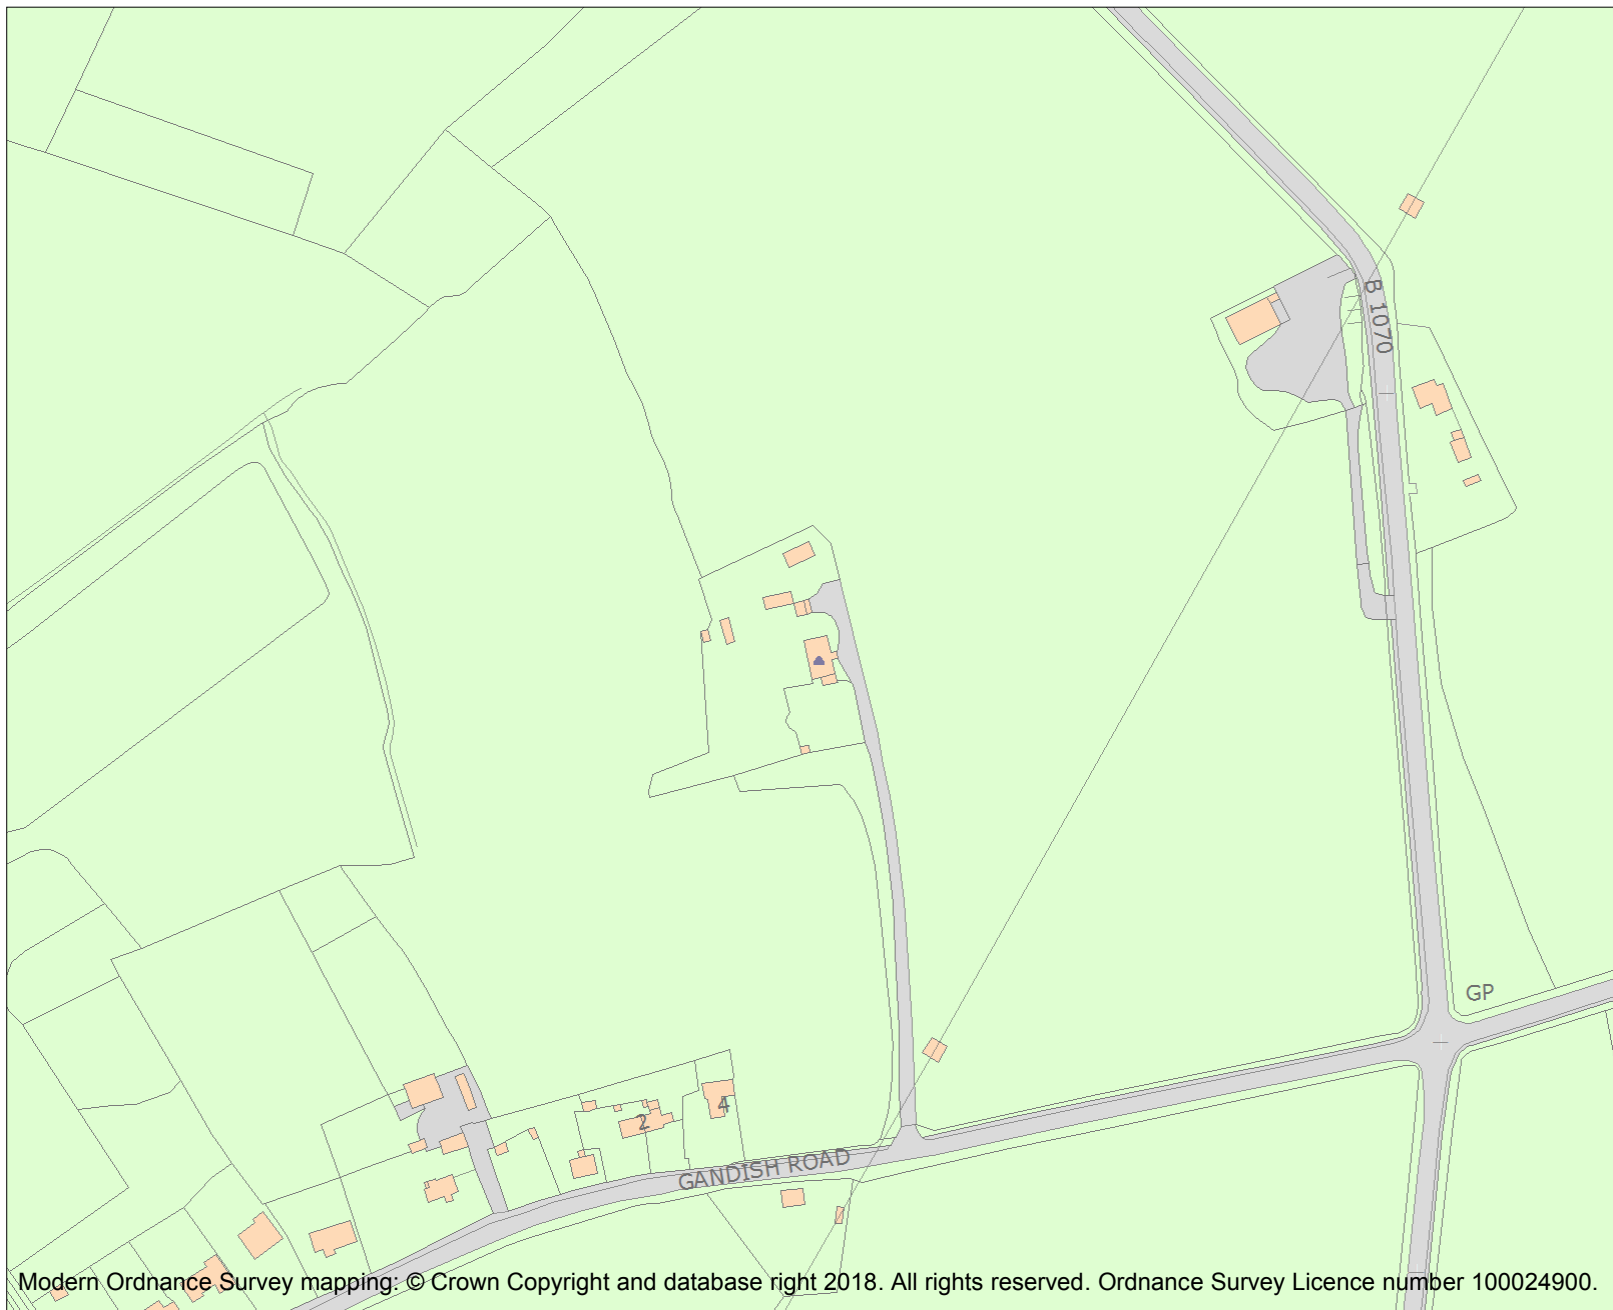 B 1070
GP
4
2
GANDISH ROAD
Modern Ordnance Survey mapping: © Crown Copyright and database right 2018. All rights reserved. Ordnance Survey Licence number 100024900.